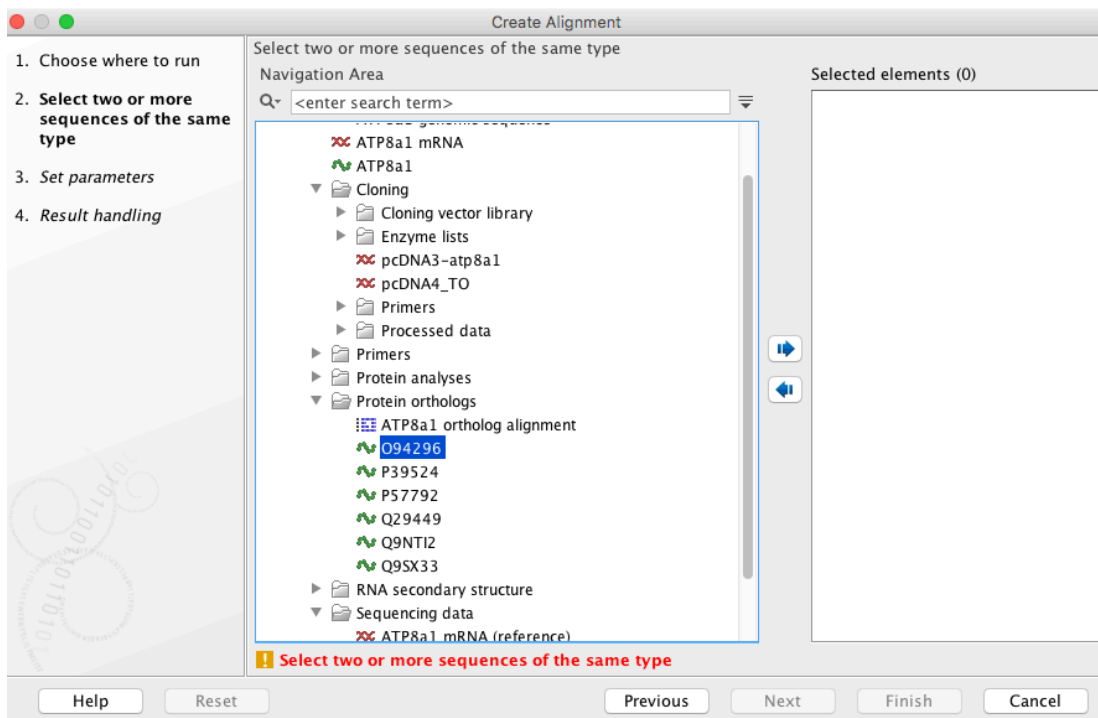 Create Alignment
1. Choose where to run
2. Select two or more
sequences of the same
type
3. Set parameters
4. Result handling
Select two or more sequences of the same type
Navigation Area
<enter search term>
ATP8a1 mRNA
ATP8a1
Cloning
Cloning vector library
Enzyme lists
pcDNA3-atp8a1
pcDNA4_TO
Primers
Processed data
Primers
Protein analyses
Protein orthologs
ATP8a1 ortholog alignment
O94296
P39524
P57792
Q29449
Q9NTI2
Q9SX33
RNA secondary structure
Sequencing data
ATP8a1 mRNA (reference)
Selected elements (0)
Select two or more sequences of the same type
Help
Reset
Previous
Next
Finish
Cancel